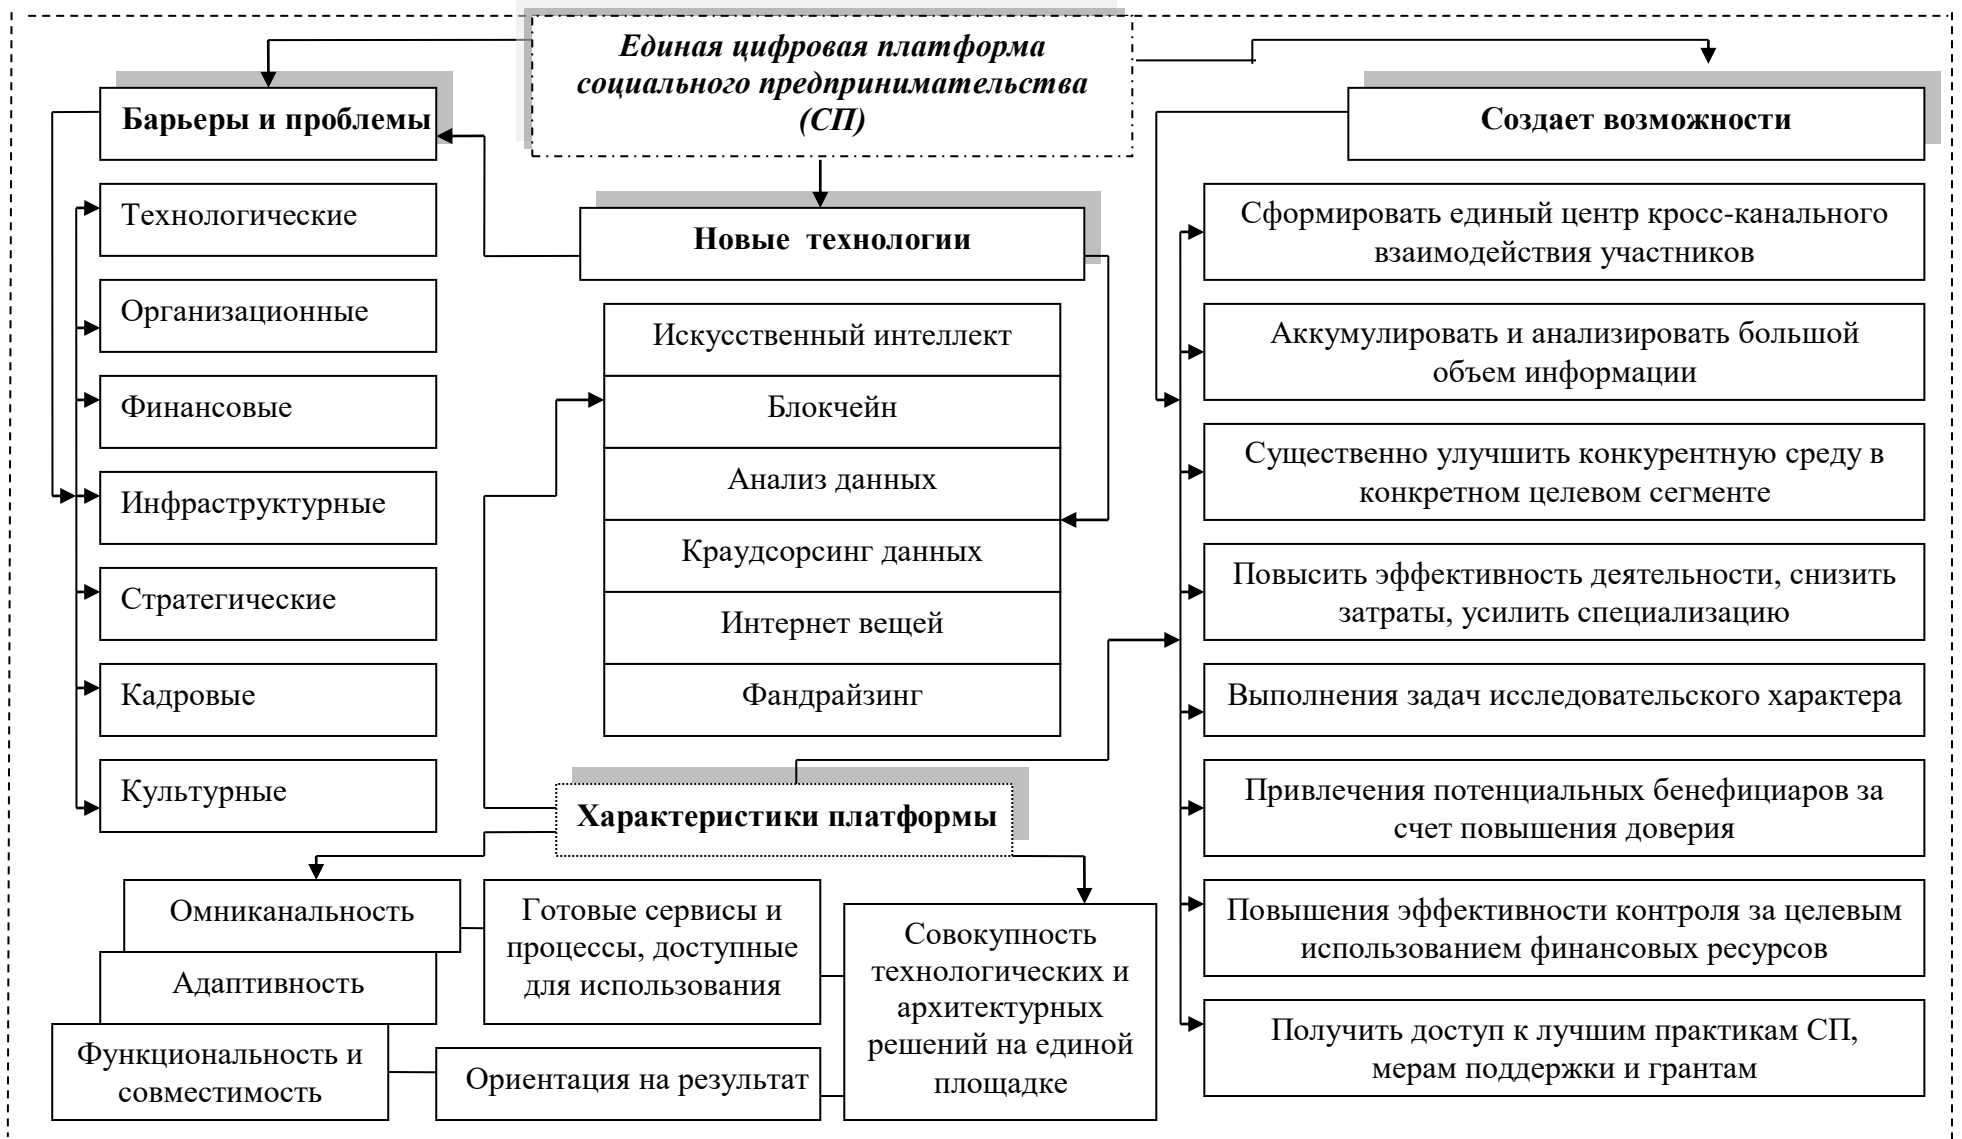 Единая цифровая платформа
социального предпринимательства
(СП)
Барьеры и проблемы
Технологические
Организационные
Финансовые
Инфраструктурные
Стратегические
Кадровые
Культурные
Новые технологии
Искусственный интеллект
Блокчейн
Анализ данных
Краудсорсинг данных
Интернет вещей
Фандрайзинг
Создает возможности
Сформировать единый центр кросс-канального
взаимодействия участников
Аккумулировать и анализировать большой
объем информации
Существенно улучшить конкурентную среду в
конкретном целевом сегменте
Повысить эффективность деятельности, снизить
затраты, усилить специализацию
Выполнения задач исследовательского характера
Привлечения потенциальных бенефициаров за
счет повышения доверия
Повышения эффективности контроля за целевым
использованием финансовых ресурсов
Получить доступ к лучшим практикам СП,
мерам поддержки и грантам
Характеристики платформы
Омниканальность
Адаптивность
Функциональность и
совместимость
Готовые сервисы и
процессы, доступные
для использования
Ориентация на результат
Совокупность
технологических и
архитектурных
решений на единой
площадке